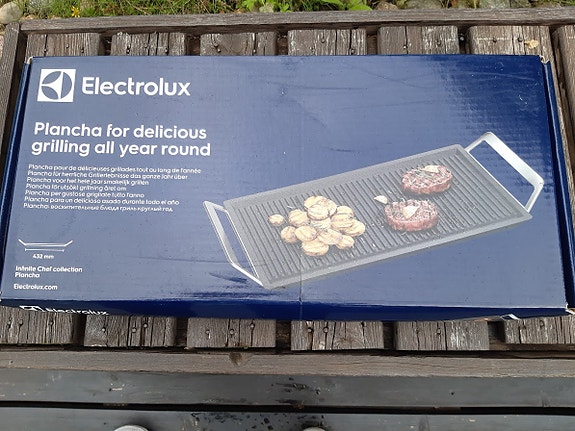 Electrolux
Plancha for delicious
grilling all year round
Plancha pour de délicieuses grillades tout au long de l'année
Plancha für herrliche Grillerlebnisse das ganze Jahr über
Plancha voor het hele jaar smakelijk grillen
Plancha för utsökt grillning året om
Plancha per gustose grigliate tutto l'anno
Plancha para un delicioso asado durante todo el año
Plancha: восхитительные блюда гриль круглый год
433 mm
Infinite Chef collection
Plancha
Electrolux.com
Electrolux